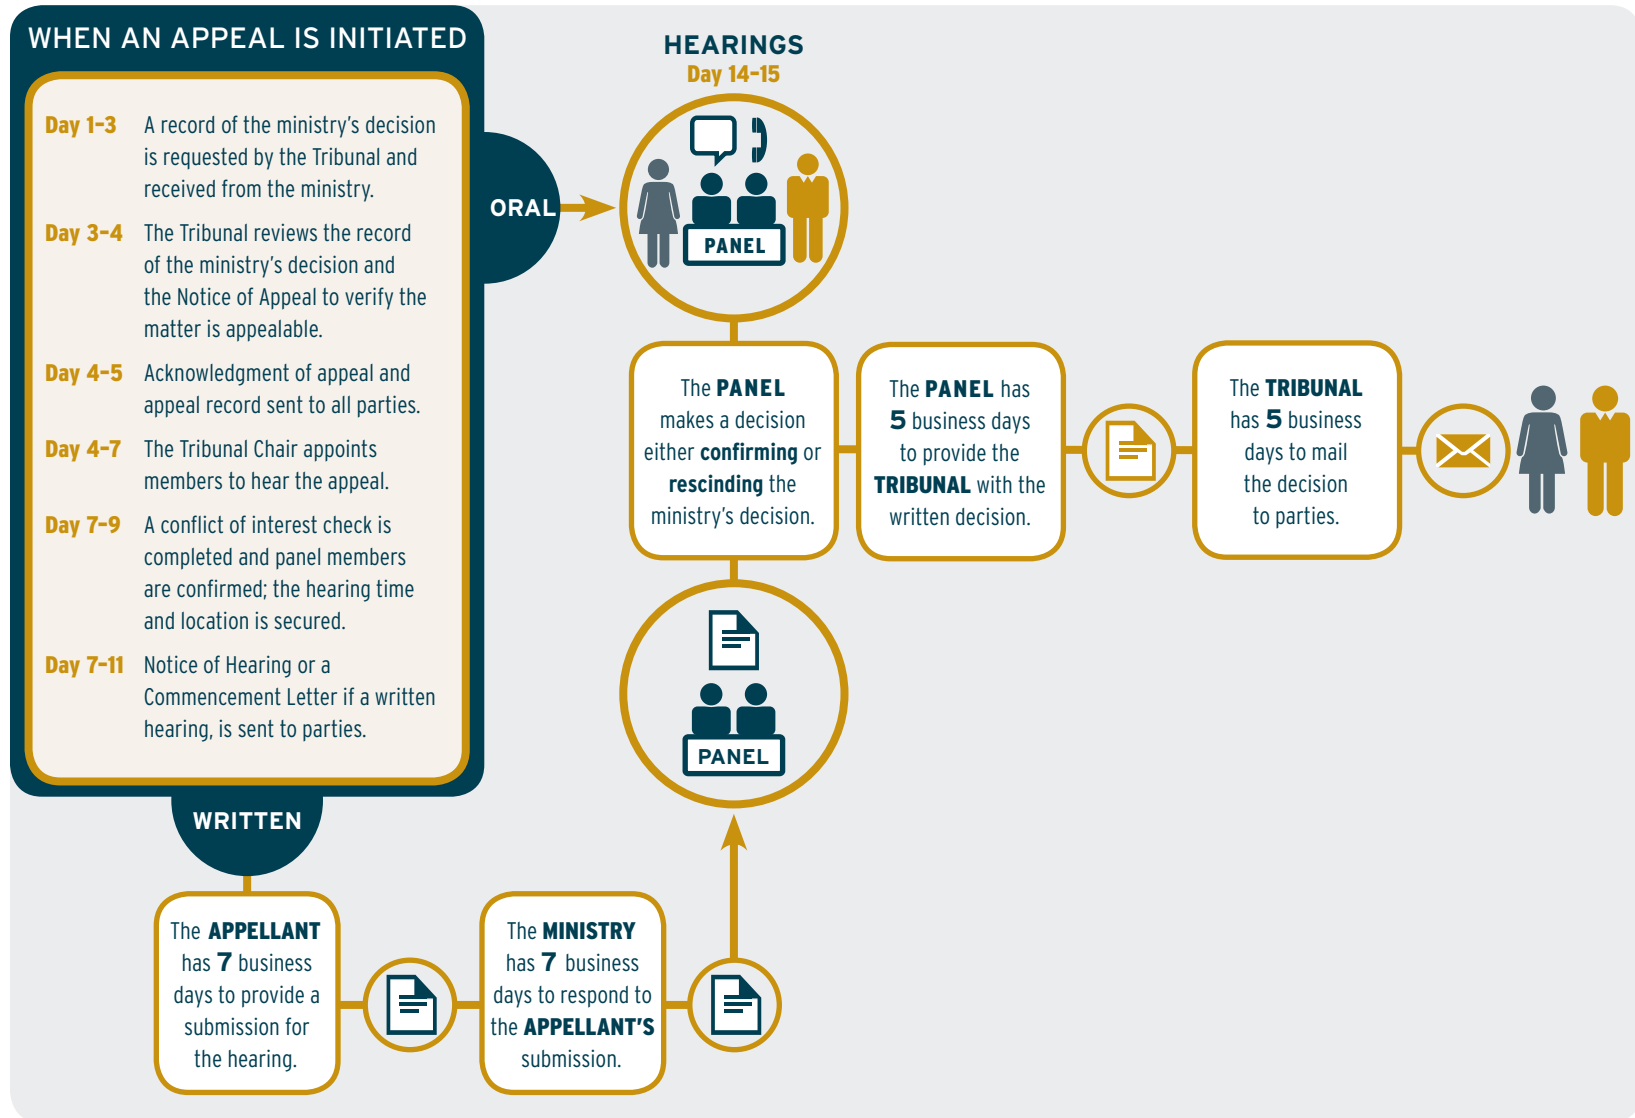 WHEN AN APPEAL IS INITIATED
Day 1–3 A record of the ministry’s decision
is requested by the Tribunal and
received from the ministry.
Day 3–4 The Tribunal reviews the record
of the ministry’s decision and
the Notice of Appeal to verify the
matter is appealable.
Day 4–5 Acknowledgment of appeal and
appeal record sent to all parties.
Day 4–7 The Tribunal Chair appoints
members to hear the appeal.
Day 7–9 A conflict of interest check is
completed and panel members
are confirmed; the hearing time
and location is secured.
Day 7–11 Notice of Hearing or a
Commencement Letter if a written
hearing, is sent to parties.
ORAL
HEARINGS
Day 14–15
PANEL
The PANEL
makes a decision
either confirming or
rescinding the
ministry’s decision.
The PANEL has
5 business days
to provide the
TRIBUNAL with the
written decision.
The TRIBUNAL
has 5 business
days to mail
the decision
to parties.
PANEL
WRITTEN
The APPELLANT
has 7 business
days to provide a
submission for
the hearing.
The MINISTRY
has 7 business
days to respond to
the APPELLANT’S
submission.